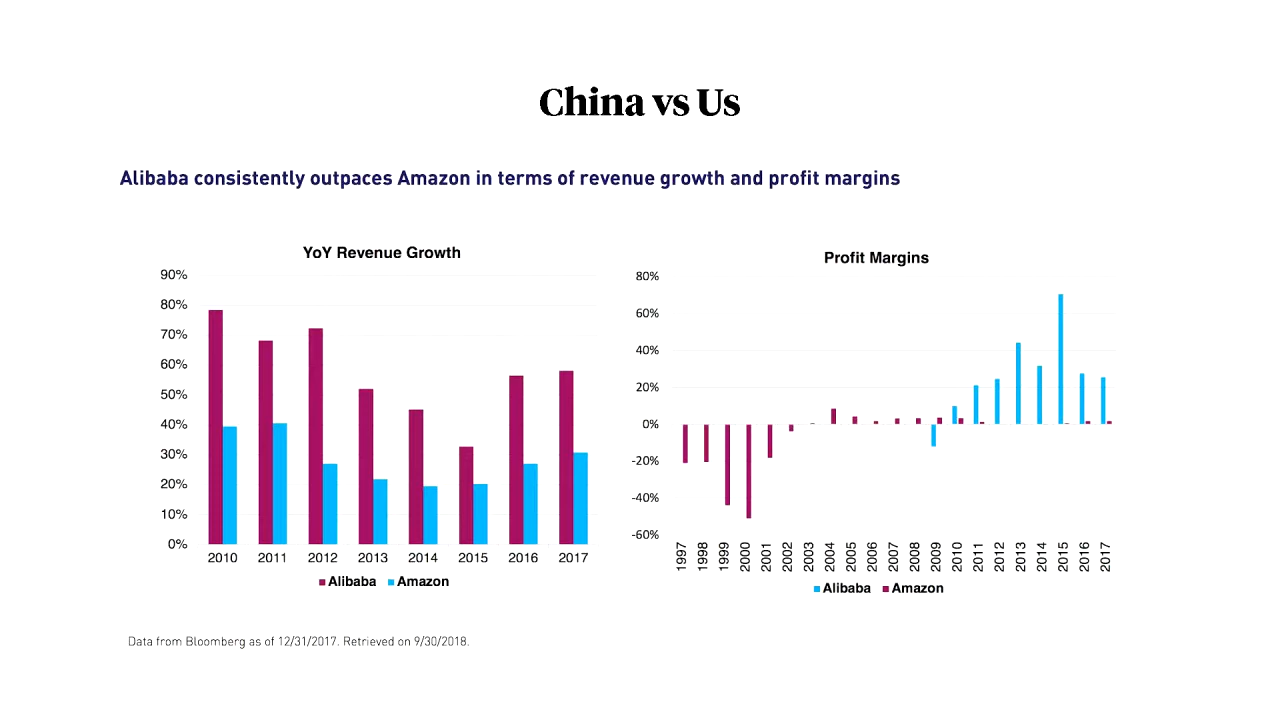 China vs Us
Alibaba consistently outpaces Amazon in terms of revenue growth and profit margins
YoY Revenue Growth
90%
80%
70%
60%
50%
40%
30%
20%
10%
0%
2010 2011 2012 2013 2014 2015 2016 2017
Alibaba Amazon
Profit Margins
80%
60%
40%
20%
0%
-20%
-40%
-60%
1997 1998 1999 2000 2001 2002 2003 2004 2005 2006 2007 2008 2009 2010 2011 2012 2013 2014 2015 2016 2017
Alibaba Amazon
Data from Bloomberg as of 12/31/2017. Retrieved on 9/30/2018.